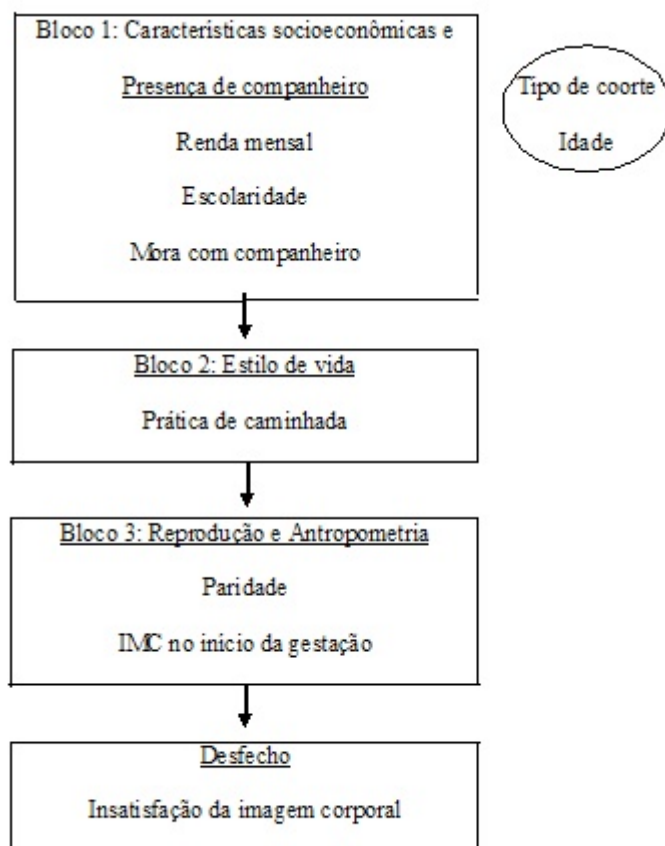 Bloco 1: Características socioeconômicas e
Presença de companheiro
Renda mensal
Escolaridade
Mora com companheiro
Tipo de coorte
Idade
Bloco 2: Estilo de vida
Prática de caminhada
Bloco 3: Reprodução e Antropometria
Paridade
IMC no início da gestação
Desfecho
Insatisfação da imagem corporal